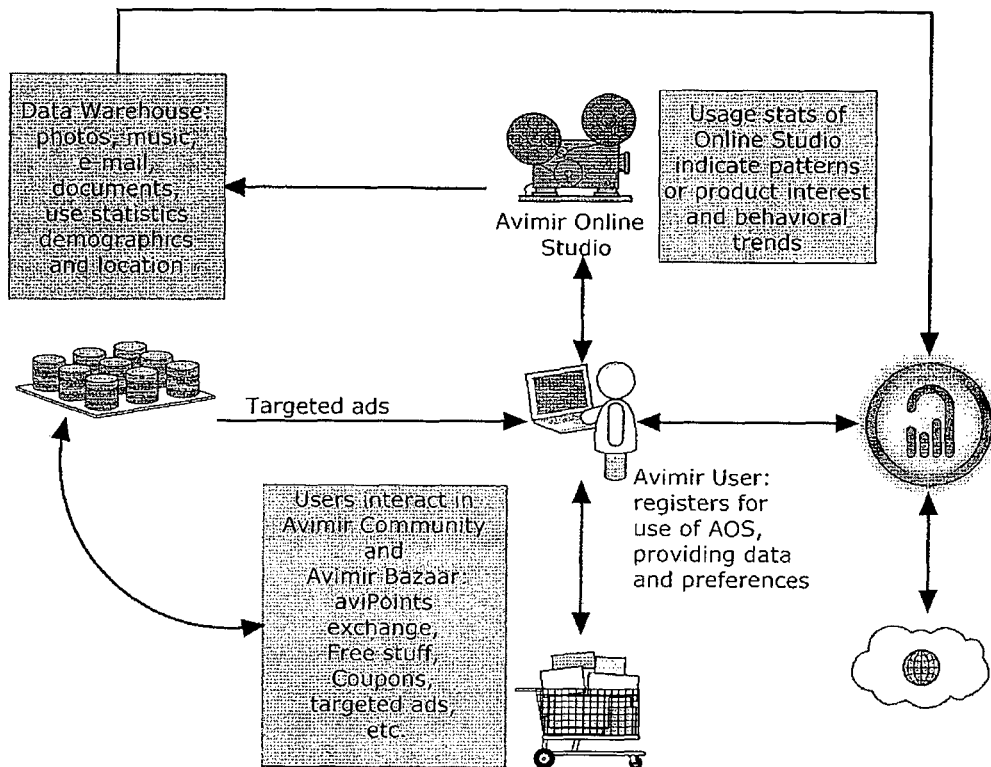 Data Warehouse:
photos, music,
e-mail,
documents,
use statistics
demographics
and location
Avimir Online
Studio
Usage stats of
Online Studio
indicate patterns
or product interest
and behavioral
trends
Targeted ads
Avimir User:
registers for
use of AOS,
providing data
and preferences
Users interact in
Avimir Community
and
Avimir Bazaar:
aviPoints
exchange,
Free stuff,
Coupons,
targeted ads,
etc.